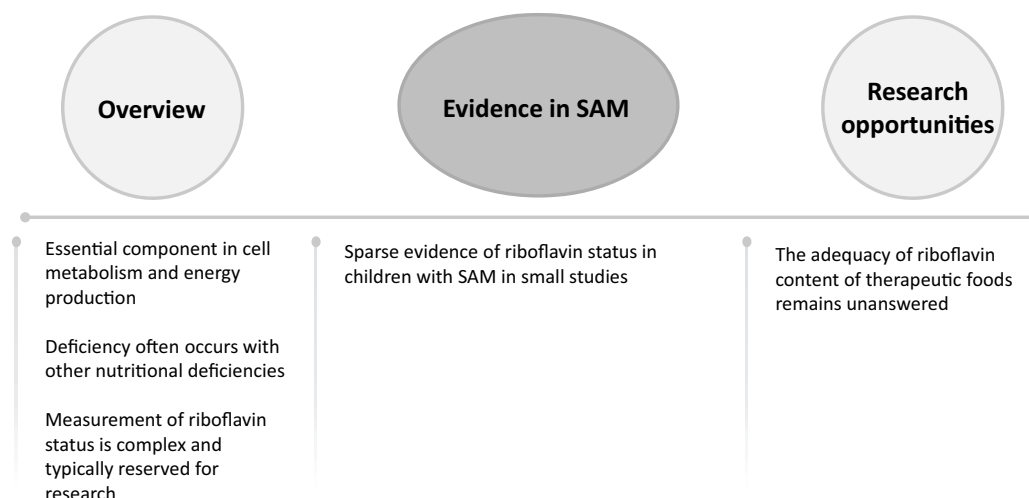 Overview
Evidence in SAM
Research
opportunities
Essential component in cell
metabolism and energy
production
Deficiency often occurs with
other nutritional deficiencies
Measurement of riboflavin
status is complex and
typically reserved for
research
Sparse evidence of riboflavin status in
children with SAM in small studies
The adequacy of riboflavin
content of therapeutic foods
remains unanswered